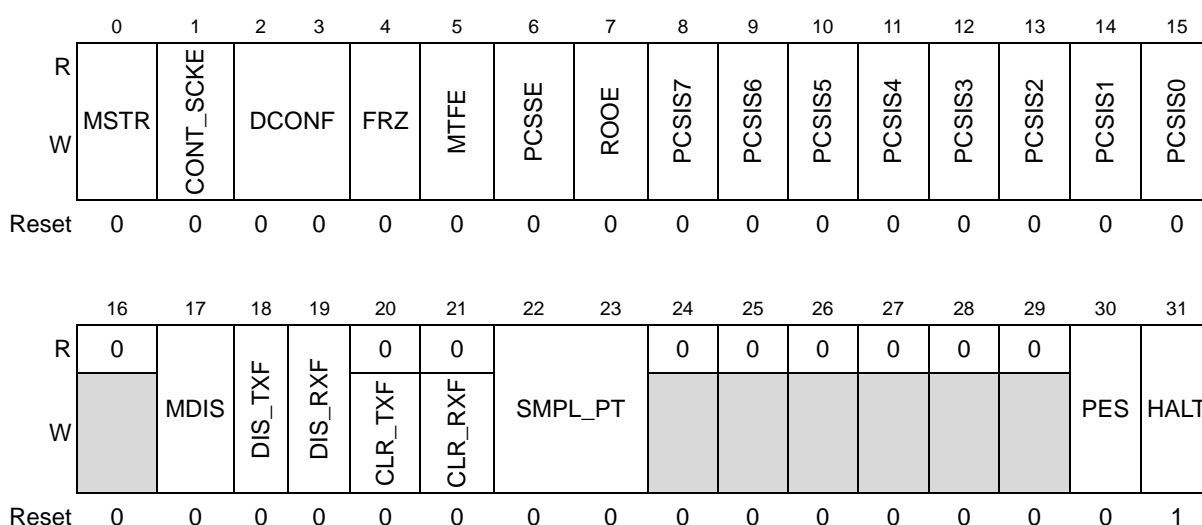 0 1 2 3 4 5 6 7 8 9 10 11 12 13 14 15
R
W
MSTR CONT_SCKE DCONF FRZ MTFE PCSSE ROOE PCSIS7 PCSIS6 PCSIS5 PCSIS4 PCSIS3 PCSIS2 PCSIS1 PCSIS0
Reset 0 0 0 0 0 0 0 0 0 0 0 0 0 0 0 0
16 17 18 19 20 21 22 23 24 25 26 27 28 29 30 31
R 0 0 0 0 0 0 0 0 0
W MDIS DIS_TXF DIS_RXF CLR_TXF CLR_RXF SMPL_PT PES HALT
Reset 0 0 0 0 0 0 0 0 0 0 0 0 0 0 0 1